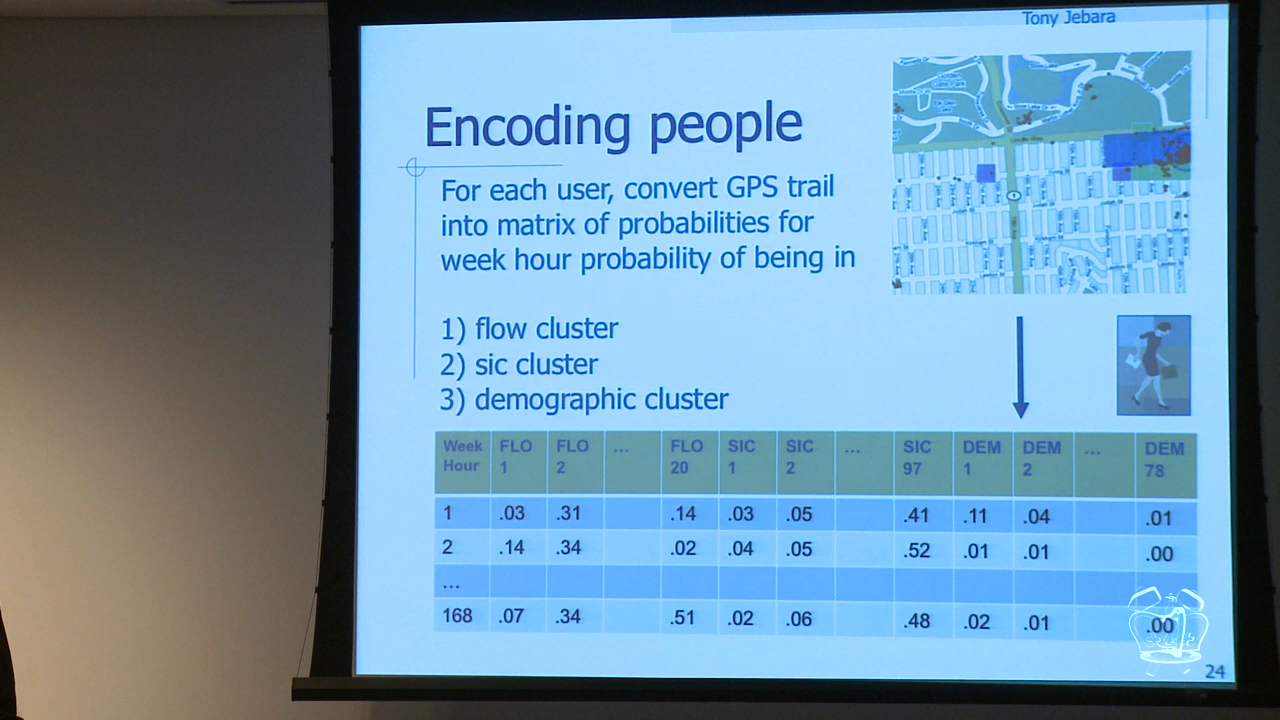 Tony Jebara
Encoding people
For each user, convert GPS trail
into matrix of probabilities for
week hour probability of being in
1) flow cluster
2) sic cluster
3) demographic cluster
Week Hour FLO 1 FLO 2 ... FLO 20 SIC 1 SIC 2 ... SIC 97 DEM 1 DEM 2 ... DEM 78
1 .03 .31 .14 .03 .05 .41 .11 .04 .01
2 .14 .34 .02 .04 .05 .52 .01 .01 .00
...
168 .07 .34 .51 .02 .06 .48 .02 .01 .00
24